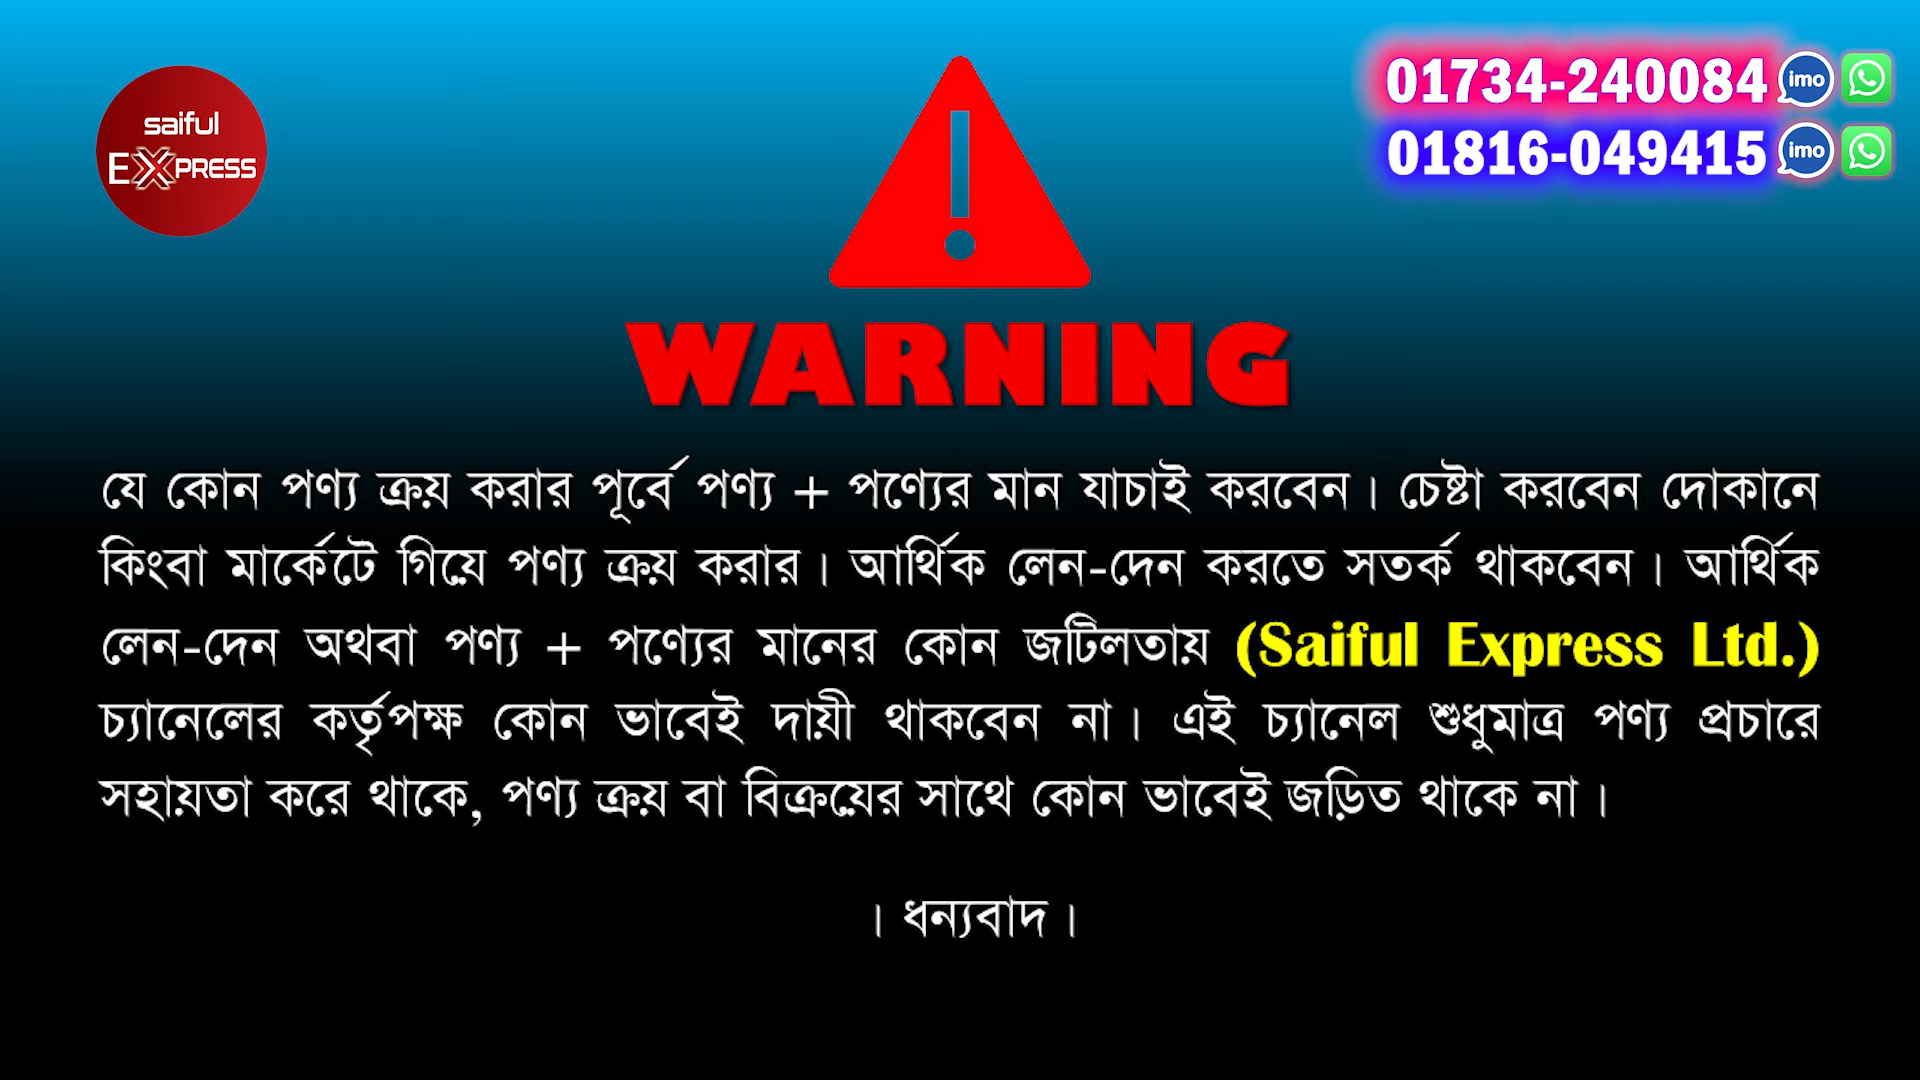 saiful
EXPRESS
01734-240084 imo
01816-049415 imo
WARNING
যে কোন পণ্য ক্রয় করার পূর্বে পণ্য + পণ্যের মান যাচাই করবেন। চেষ্টা করবেন দোকানে
কিংবা মার্কেটে গিয়ে পণ্য ক্রয় করার। আর্থিক লেন-দেন করতে সতর্ক থাকবেন। আর্থিক
লেন-দেন অথবা পণ্য + পণ্যের মানের কোন জটিলতায় (Saiful Express Ltd.)
চ্যানেলের কর্তৃপক্ষ কোন ভাবেই দায়ী থাকবেন না। এই চ্যানেল শুধুমাত্র পণ্য প্রচারে
সহায়তা করে থাকে, পণ্য ক্রয় বা বিক্রয়ের সাথে কোন ভাবেই জড়িত থাকে না।
। ধন্যবাদ।